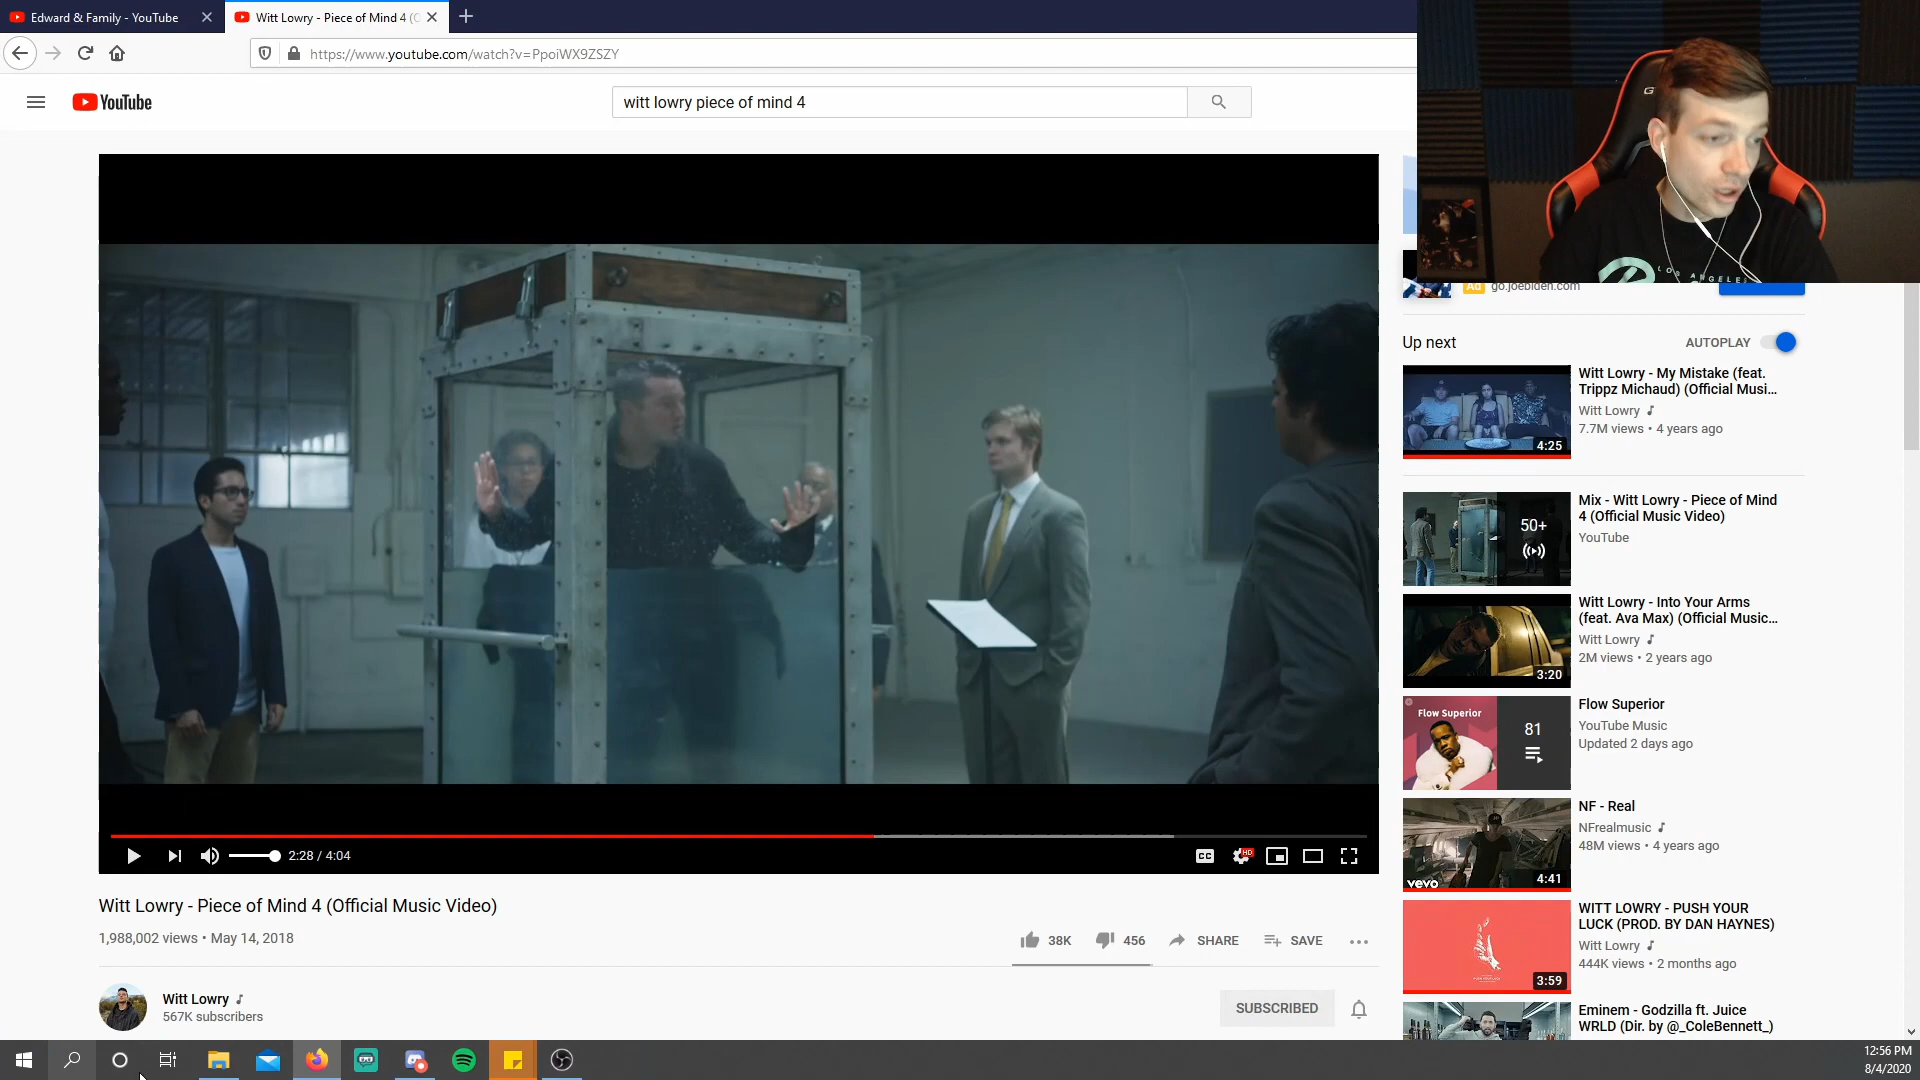 Edward & Family - YouTube
Witt Lowry - Piece of Mind 4 (O
https://www.youtube.com/watch?v=PpoiWX9ZSZY
YouTube
witt lowry piece of mind 4
G
LOS ANGELES
Ad go.joebiden.com
Up next
AUTOPLAY
Witt Lowry - My Mistake (feat.
Trippz Michaud) (Official Musi...
Witt Lowry
7.7M views • 4 years ago
4:25
Mix - Witt Lowry - Piece of Mind
4 (Official Music Video)
YouTube
50+
Witt Lowry - Into Your Arms
(feat. Ava Max) (Official Music...
Witt Lowry
2M views • 2 years ago
3:20
Flow Superior
Flow Superior
YouTube Music
Updated 2 days ago
81
NF - Real
NFrealmusic
48M views • 4 years ago
4:41
vevo
WITT LOWRY - PUSH YOUR
LUCK (PROD. BY DAN HAYNES)
Witt Lowry
444K views • 2 months ago
3:59
Eminem - Godzilla ft. Juice
WRLD (Dir. by @_ColeBennett_)
2:28 / 4:04
CC
HD
Witt Lowry - Piece of Mind 4 (Official Music Video)
1,988,002 views • May 14, 2018
38K
456
SHARE
SAVE
Witt Lowry
567K subscribers
SUBSCRIBED
12:56 PM
8/4/2020